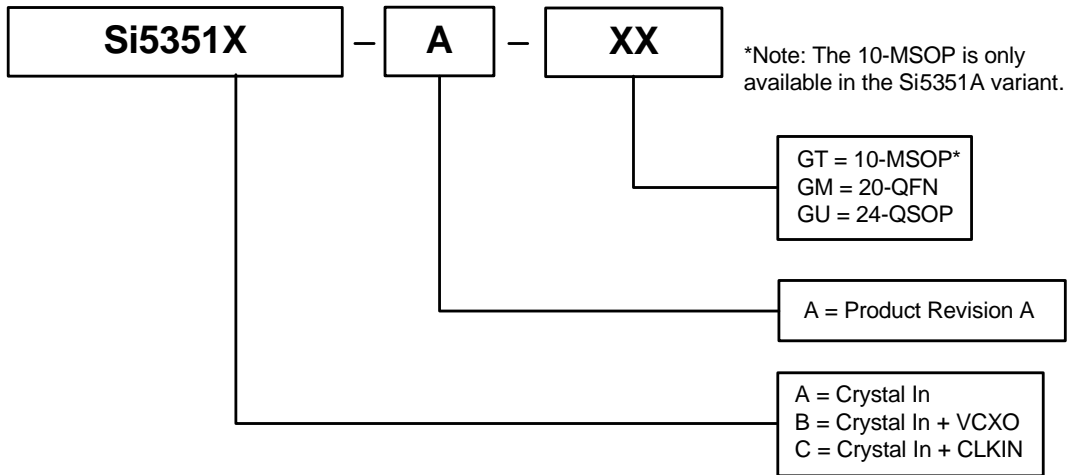 Si5351X – A – XX
*Note: The 10-MSOP is only
available in the Si5351A variant.
GT = 10-MSOP*
GM = 20-QFN
GU = 24-QSOP
A = Product Revision A
A = Crystal In
B = Crystal In + VCXO
C = Crystal In + CLKIN